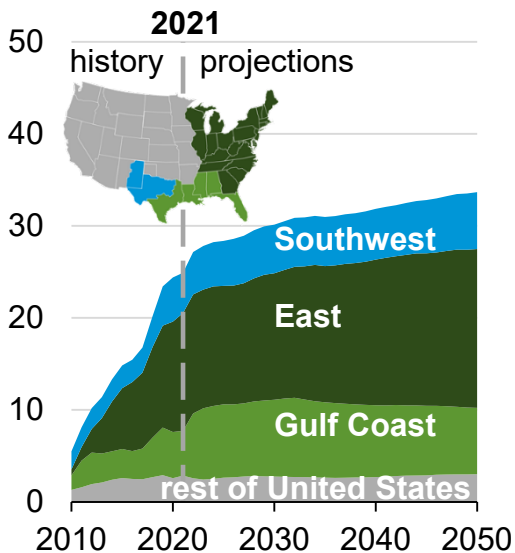 2021
50
history projections
40
30
Southwest
20
East
10
Gulf Coast
rest of United States
0
2010 2020 2030 2040 2050